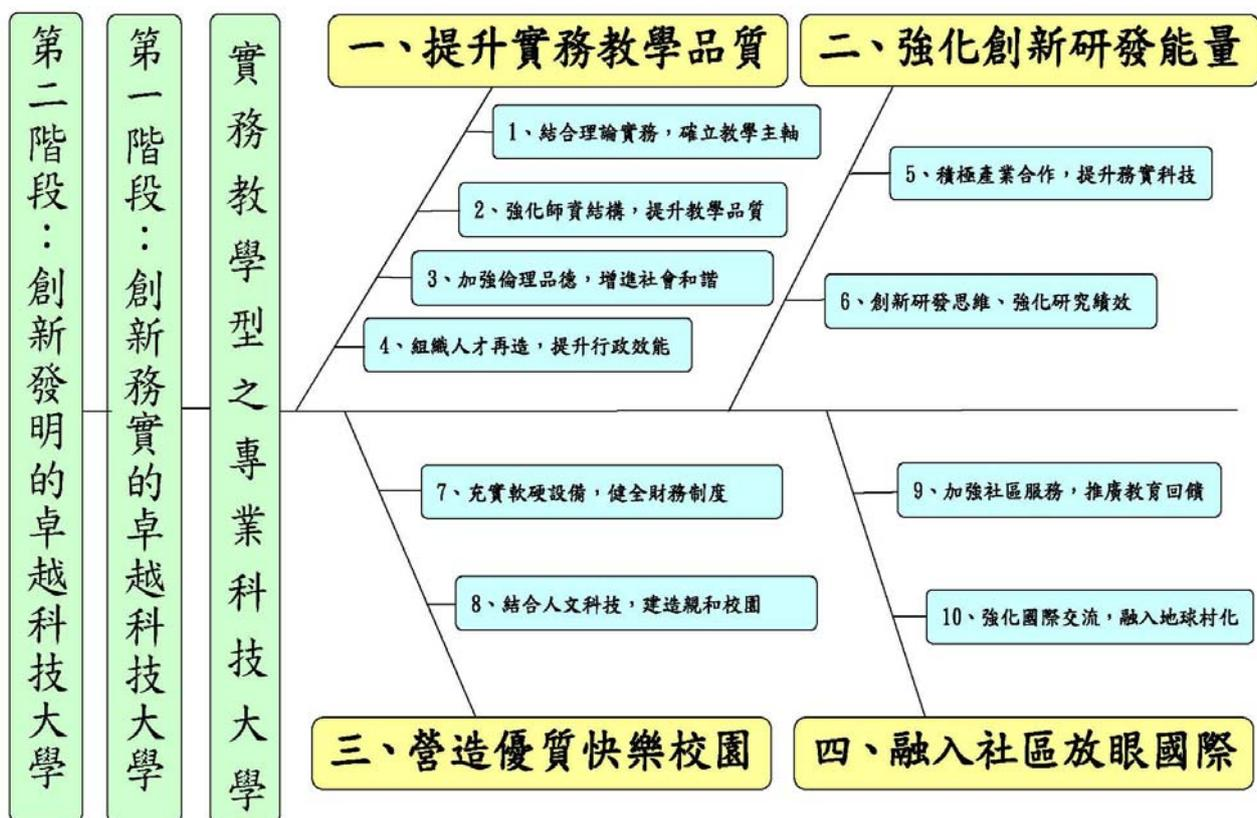 第二階段：創新發明的卓越科技大學
第一階段：創新務實的卓越科技大學
實務教學型之專業科技大學
一、提升實務教學品質
1、結合理論實務，確立教學主軸
2、強化師資結構，提升教學品質
3、加強倫理品德，增進社會和諧
4、組織人才再造，提升行政效能
二、強化創新研發能量
5、積極產業合作，提升務實科技
6、創新研發思維、強化研究績效
7、充實軟硬設備，健全財務制度
8、結合人文科技，建造親和校園
三、營造優質快樂校園
9、加強社區服務，推廣教育回饋
10、強化國際交流，融入地球村化
四、融入社區放眼國際